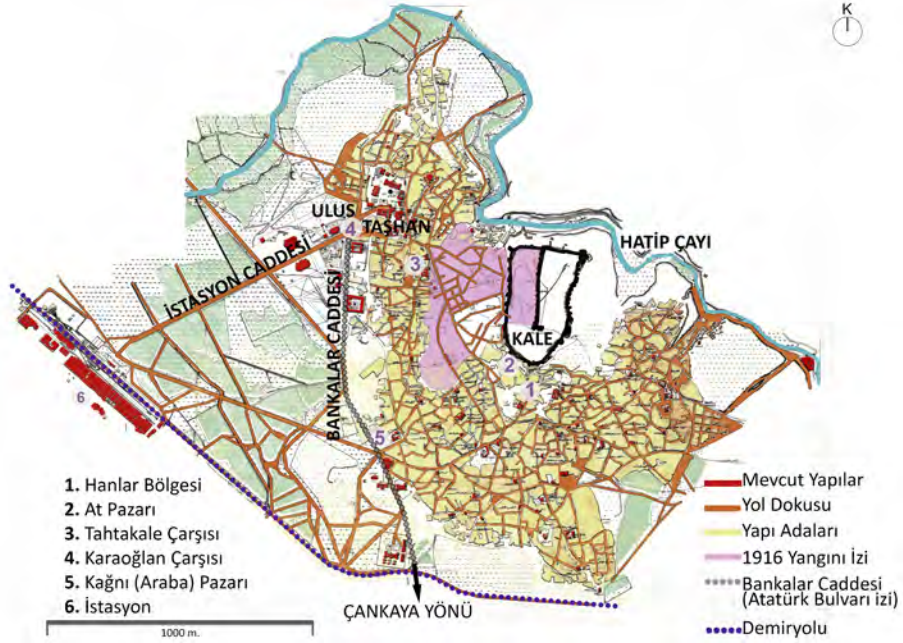 K
ULUS
4
TAŞHAN
HATİP ÇAYI
İSTASYON CADDESİ
3
BANKALAR CADDESİ
KALE
2
1
6
5
1. Hanlar Bölgesi
2. At Pazarı
3. Tahtakale Çarşısı
4. Karaoğlan Çarşısı
5. Kağnı (Araba) Pazarı
6. İstasyon
1000 m.
ÇANKAYA YÖNÜ
Mevcut Yapılar
Yol Dokusu
Yapı Adaları
1916 Yangını İzi
Bankalar Caddesi
(Atatürk Bulvarı izi)
Demiryolu